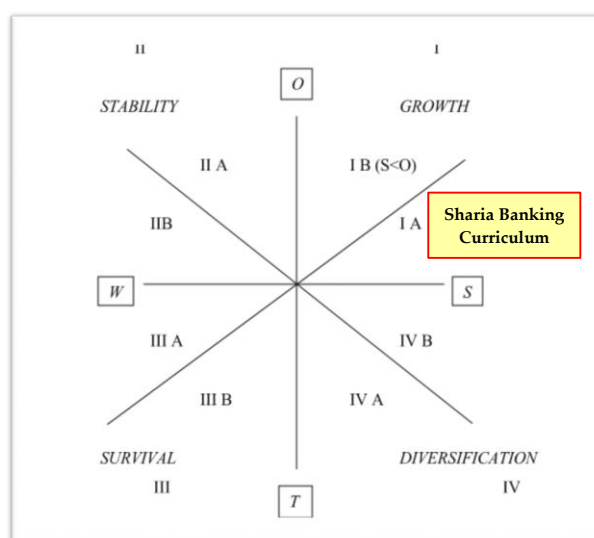 II
I
O
STABILITY
GROWTH
II A
I B (S<O)
IIB
I A
Sharia Banking
Curriculum
W
S
III A
IV B
III B
IV A
SURVIVAL
DIVERSIFICATION
III
IV
T